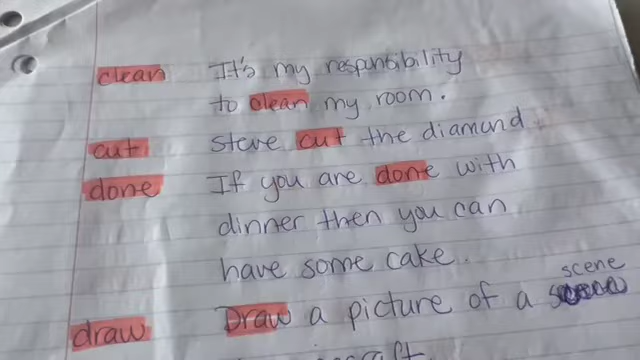 clean It's my responsibility
to clean my room.
cut Steve cut the diamond.
done If you are done with
dinner then you can
have some cake.
scene
draw Draw a picture of a